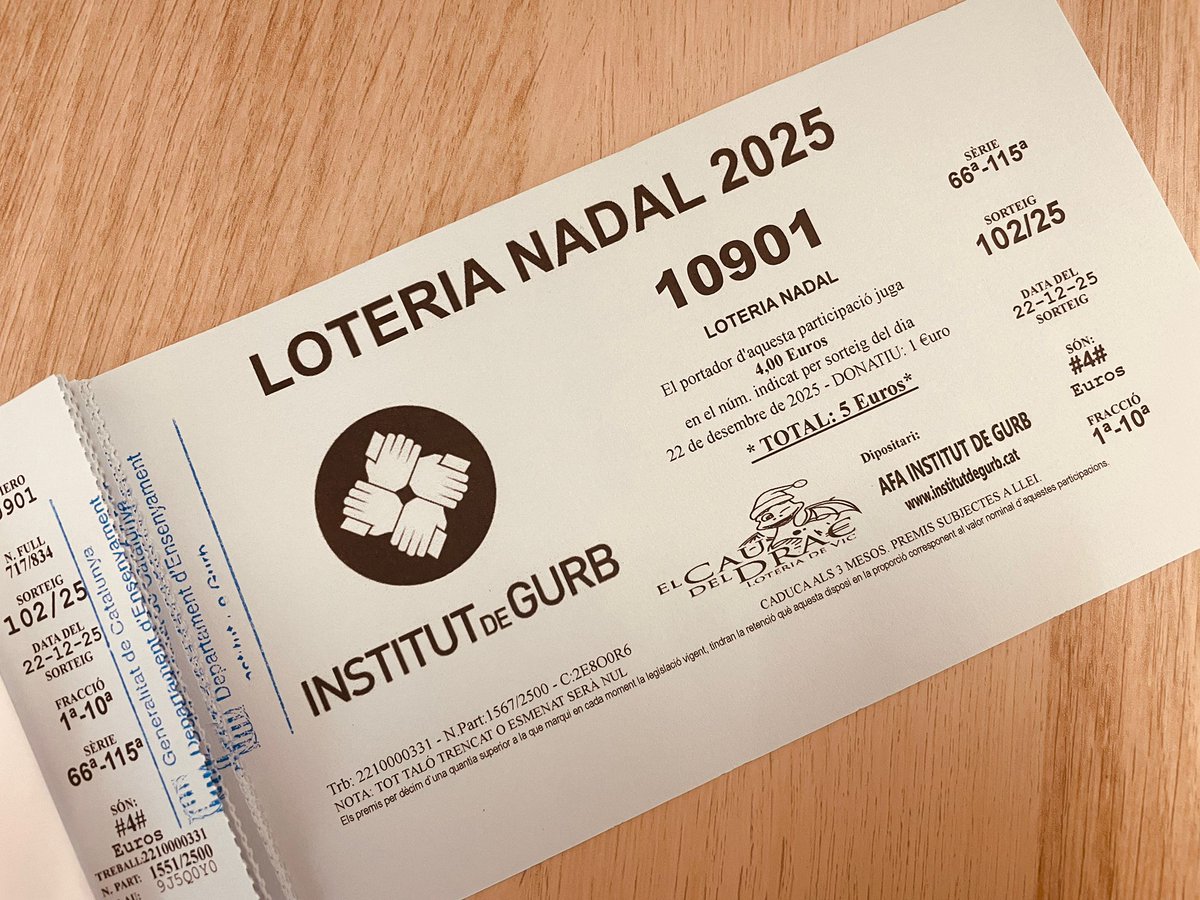 LOTERIA NADAL 2025
10901
LOTERIA NADAL
El portador d'aquesta participació juga
4,00 Euros
en el núm. indicat per sorteig del dia
22 de desembre de 2025 - DONATIU: 1 €uro
* TOTAL: 5 Euros*
Dipositari:
AFA INSTITUT DE GURB
www.institutdegurb.cat
SÈRIE
66ª-115ª
SORTEIG
102/25
DATA DEL
22-12-25
SORTEIG
SÓN:
#4#
Euros
FRACCIÓ
1ª-10ª
INSTITUT DE GURB
EL CAU
DEL DRAC
LOTERIA DE VIC
CADUCA ALS 3 MESOS. PREMIS SUBJECTES A LLEI.
Trb: 2210000331 - N.Part:1567/2500 - C:2E8O0R6
NOTA: TOT TALÓ TRENCAT O ESMENAT SERÀ NUL
Els premis per dècim d'una quantia superior a la que marqui en cada moment la legislació vigent, tindran la retenció què aquesta disposi en la proporció corresponent al valor nominal d'aquestes participacions.
Generalitat de Catalunya
Departament d'Ensenyament
Departament d'Ensenyament
N. FULL
717/834
SORTEIG
102/25
DATA DEL
22-12-25
SORTEIG
FRACCIÓ
1ª-10ª
SÈRIE
66ª-115ª
SÓN:
#4#
Euros
TREBALL:2210000331
N. PART: 1551/2500
9J5Q0Y0